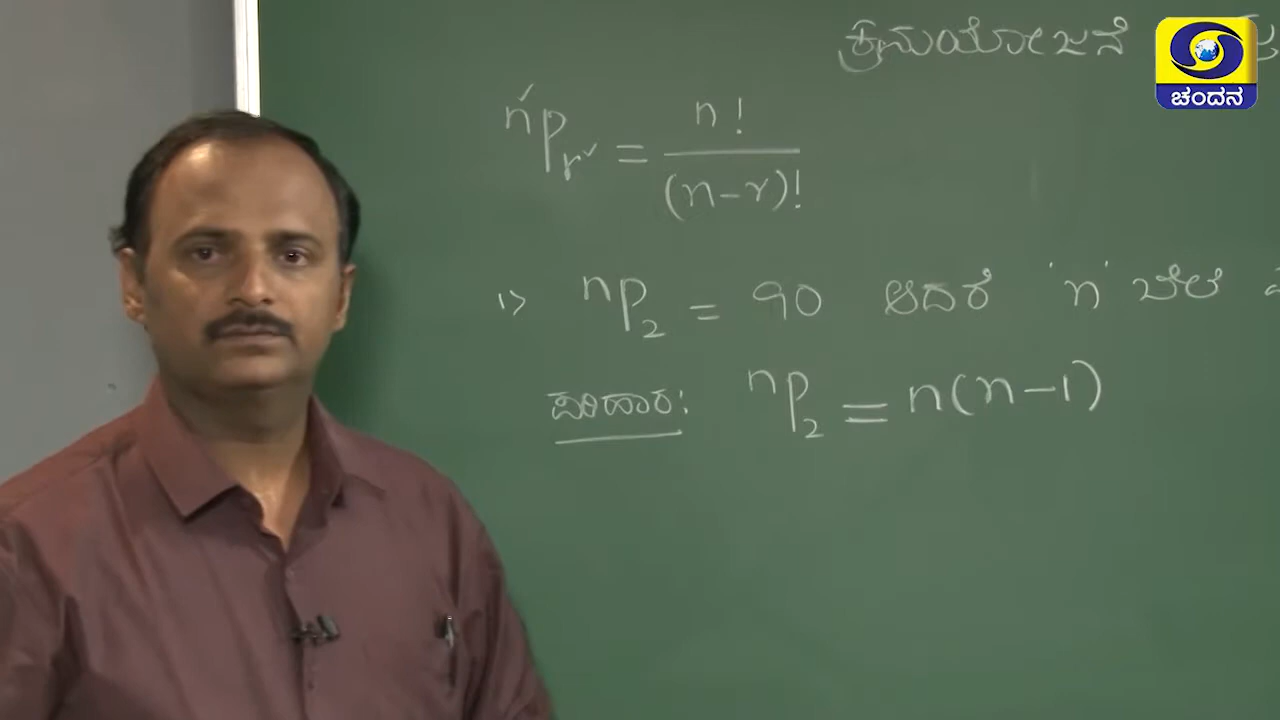 ಕ್ರಮಯೋಜನೆ
ಚಂದನ
nPr = n! / (n-r)!
1> nP2 = 90 ಆದರೆ 'n' ಬೆಲೆ
ಪರಿಹಾರ: nP2 = n(n-1)